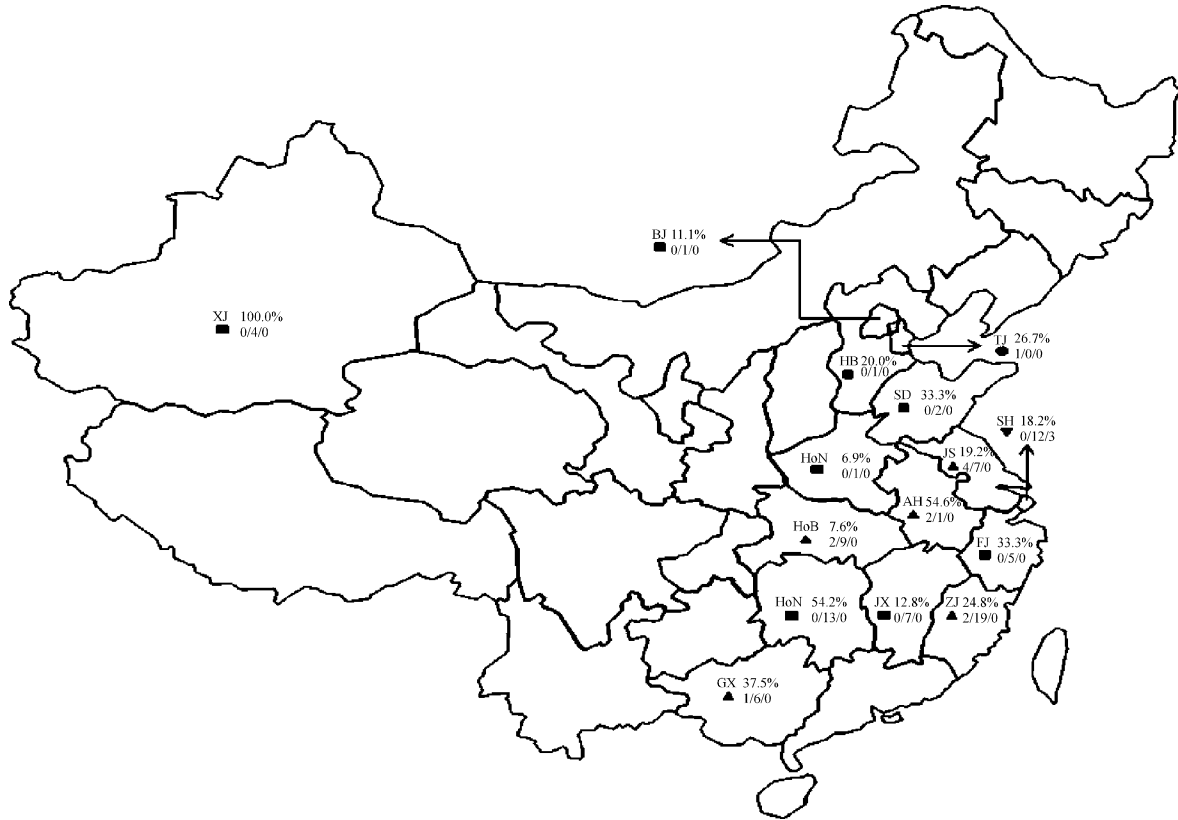 BJ 11.1%
0/1/0
XJ 100.0%
0/4/0
TJ 26.7%
1/0/0
HB 20.0%
0/1/0
SD 33.3%
0/2/0
SH 18.2%
0/12/3
JS 19.2%
4/7/0
HoN 6.9%
0/1/0
AH 54.6%
2/1/0
HoB 7.6%
2/9/0
FJ 33.3%
0/5/0
HoN 54.2%
0/13/0
JX 12.8%
0/7/0
ZJ 24.8%
2/19/0
GX 37.5%
1/6/0